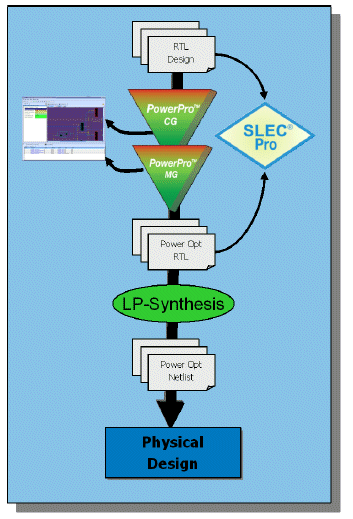 RTL
Design
PowerPro™
CG
SLEC®
Pro
PowerPro™
MG
Power Opt
RTL
LP-Synthesis
Power Opt
Netlist
Physical
Design